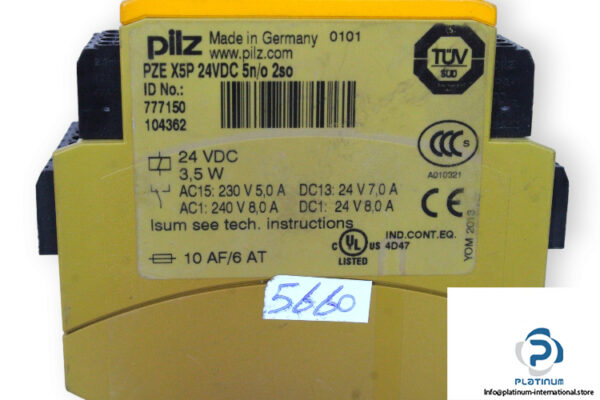 pilz Made in Germany 0101
www.pilz.com
PZE X5P 24VDC 5n/o 2so
ID No.:
777150
104362
TÜV
SÜD
CCC S
A010321
24 VDC
3,5 W
AC15: 230 V 5,0 A DC13: 24 V 7,0 A
AC1: 240 V 8,0 A DC1: 24 V 8,0 A
Isum see tech. instructions
CE
YOM 2013
C UL US LISTED
IND.CONT.EQ.
4D47
10 AF/6 AT
5660
PLATINUM
Info@platinum-international.store